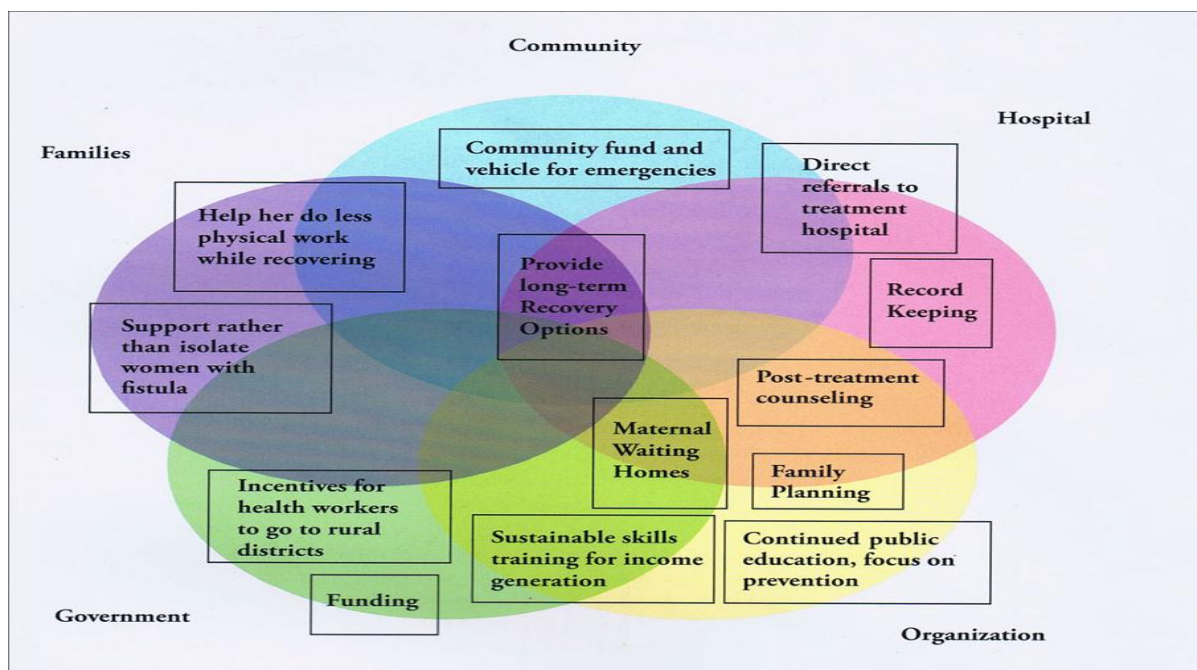 Community
Hospital
Families
Community fund and
vehicle for emergencies
Direct
referrals to
treatment
hospital
Help her do less
physical work
while recovering
Provide
long-term
Recovery
Options
Record
Keeping
Support rather
than isolate
women with
fistula
Post-treatment
counseling
Maternal
Waiting
Homes
Family
Planning
Incentives for
health workers
to go to rural
districts
Sustainable skills
training for income
generation
Continued public
education, focus on
prevention
Funding
Government
Organization